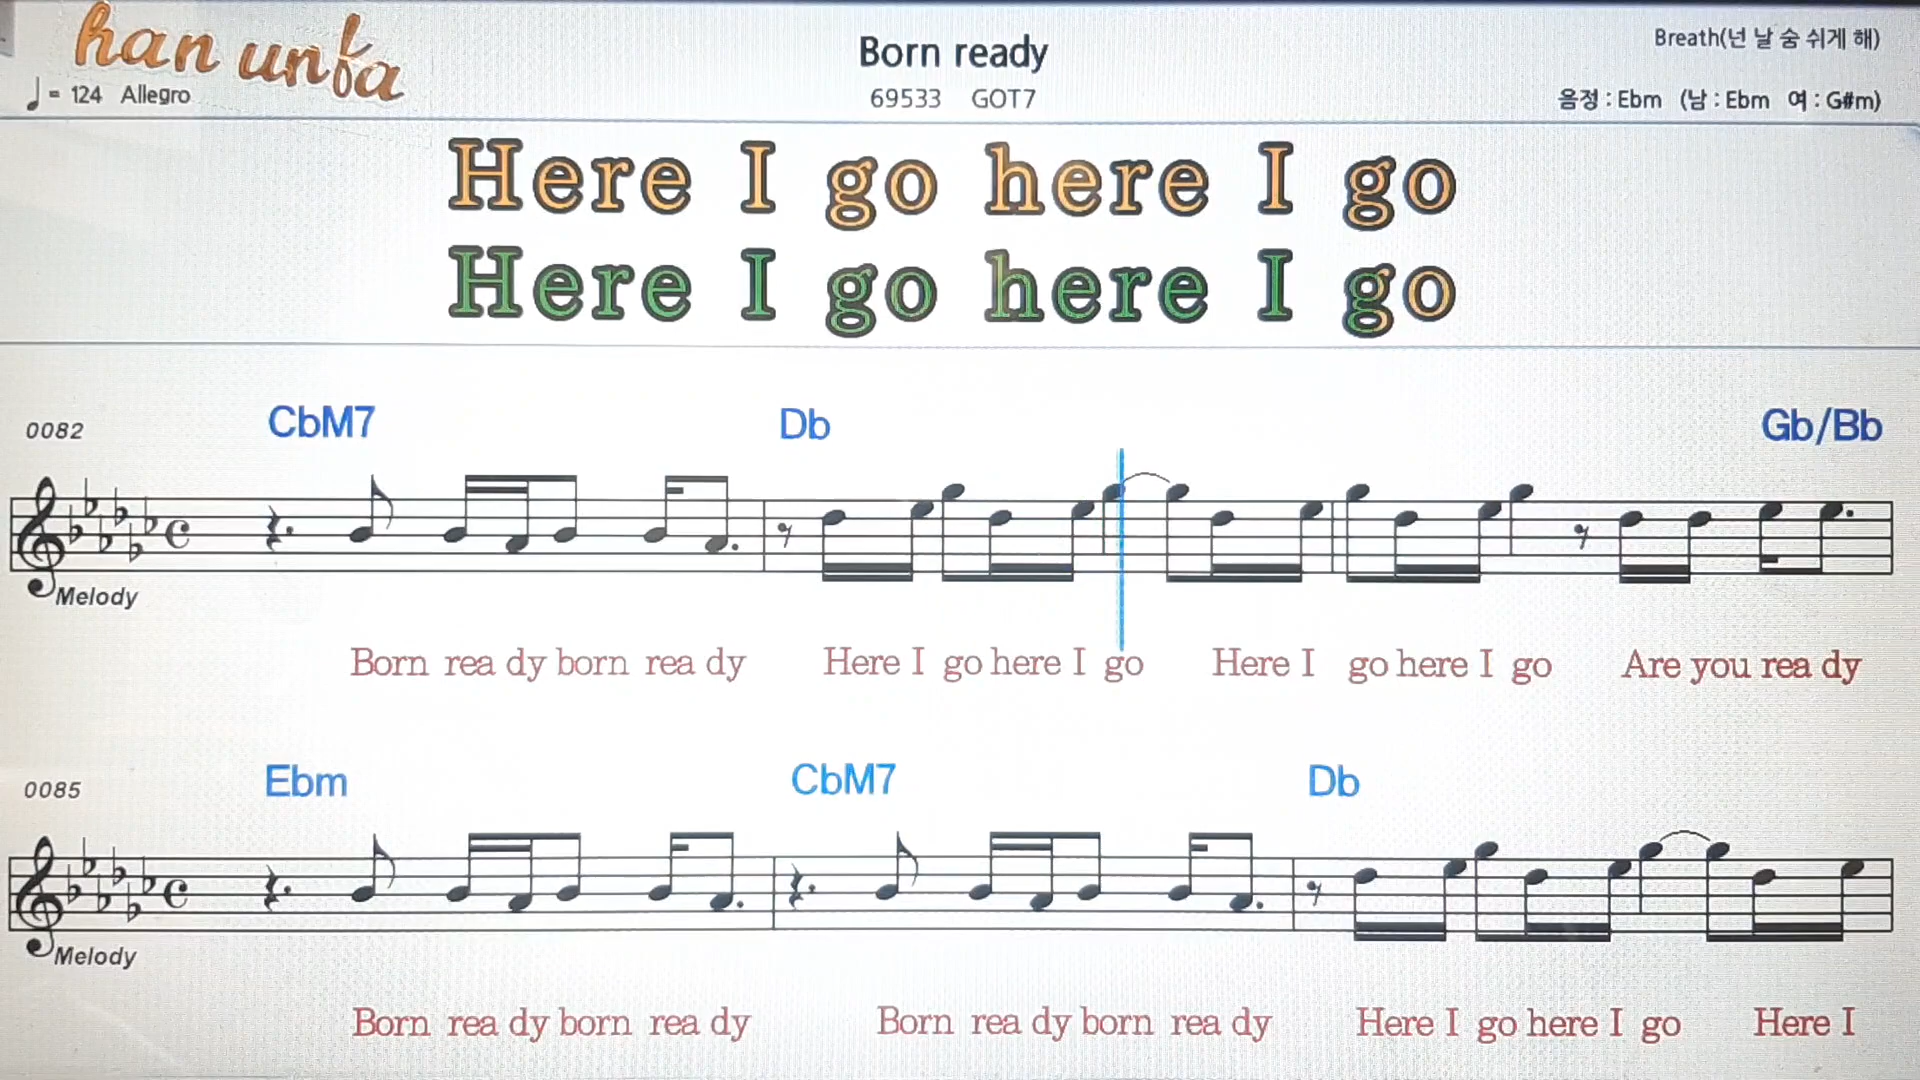 han unfa
Born ready
Breath(넌 날 숨 쉬게 해)
♩= 124 Allegro
69533 GOT7
음정 : Ebm (남 : Ebm 여 : G#m)
Here I go here I go
Here I go here I go
0082 CbM7 Db Gb/Bb
Melody
Born rea dy born rea dy Here I go here I go Here I go here I go Are you rea dy
0085 Ebm CbM7 Db
Melody
Born rea dy born rea dy Born rea dy born rea dy Here I go here I go Here I